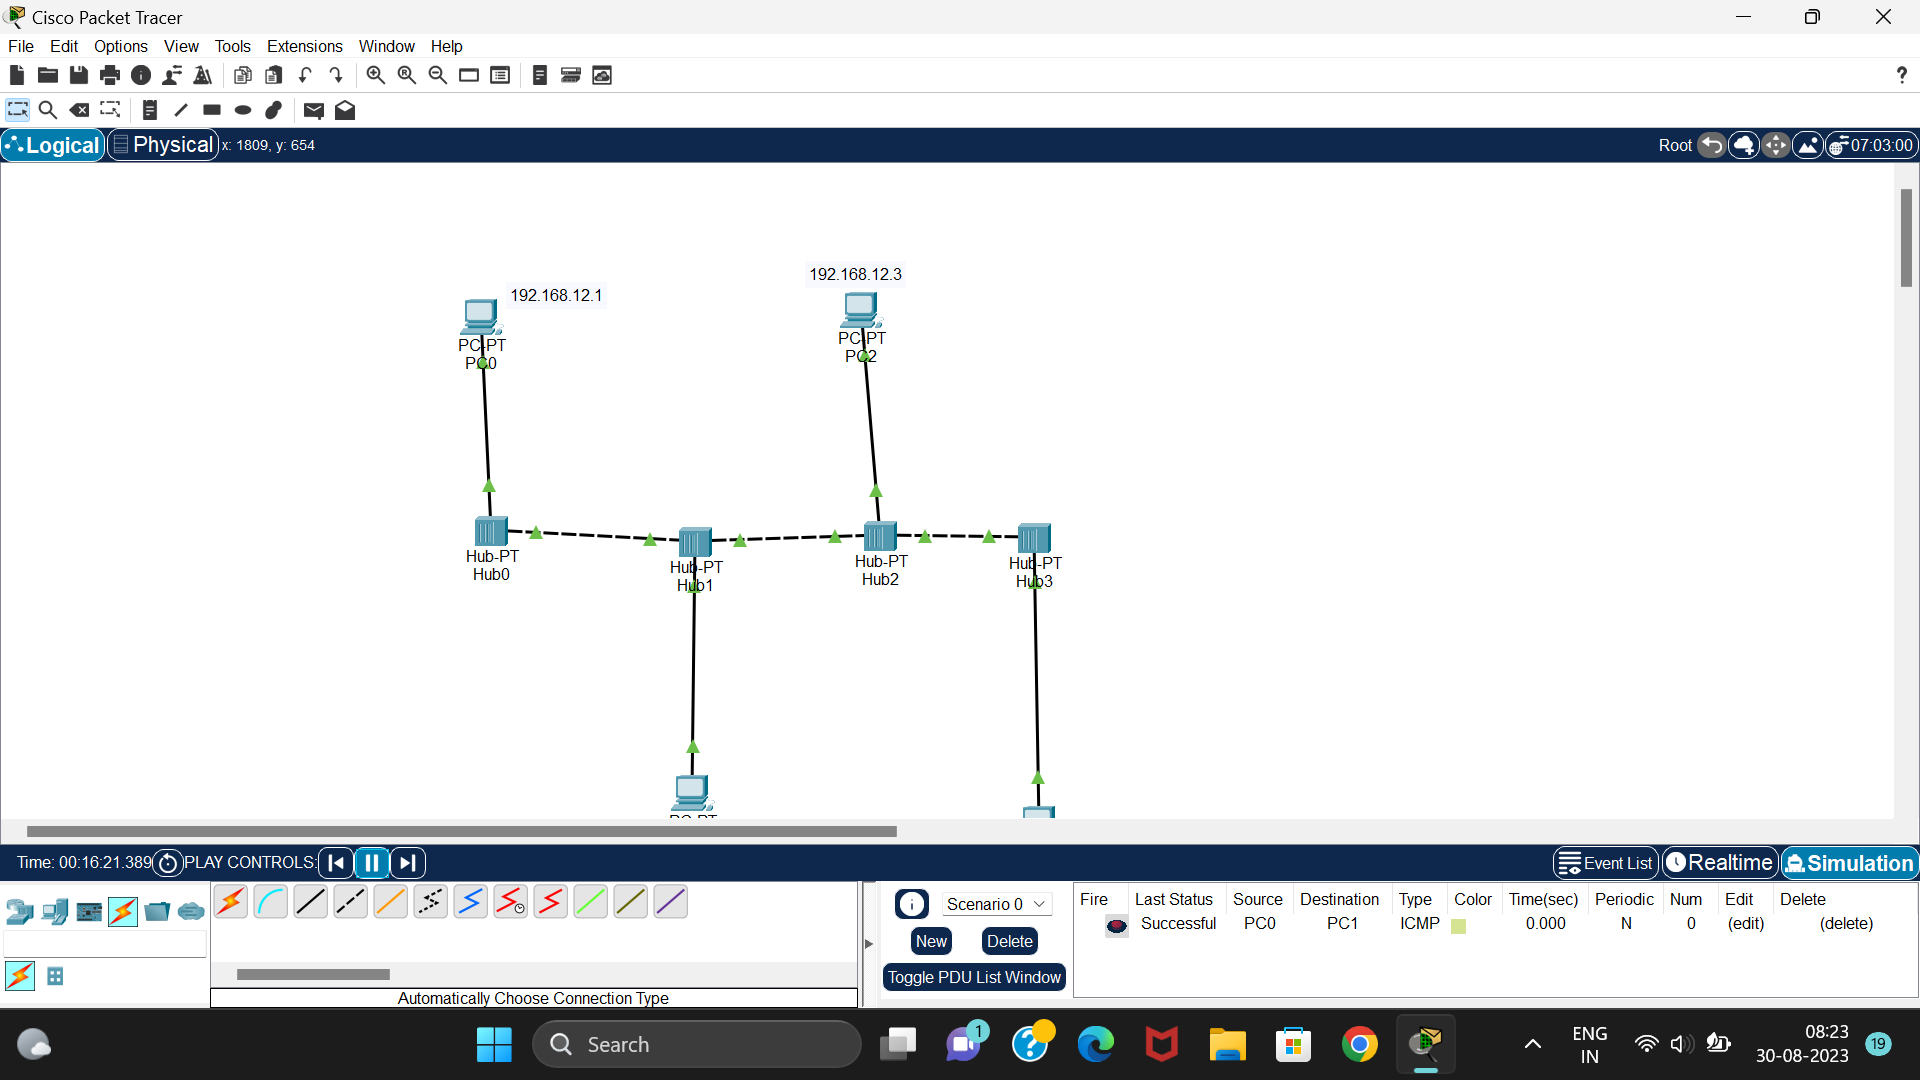 Cisco Packet Tracer
File Edit Options View Tools Extensions Window Help
?
Logical Physical x: 1809, y: 654 Root 07:03:00
192.168.12.3
192.168.12.1
PC-PT
PC0
PC-PT
PC2
Hub-PT
Hub0
Hub-PT
Hub1
Hub-PT
Hub2
Hub-PT
Hub3
Time: 00:16:21.389 PLAY CONTROLS: Event List Realtime Simulation
Scenario 0
New Delete
Toggle PDU List Window
Fire Last Status Source Destination Type Color Time(sec) Periodic Num Edit Delete
Successful PC0 PC1 ICMP 0.000 N 0 (edit) (delete)
Automatically Choose Connection Type
Search
1
ENG
IN
08:23
30-08-2023
19